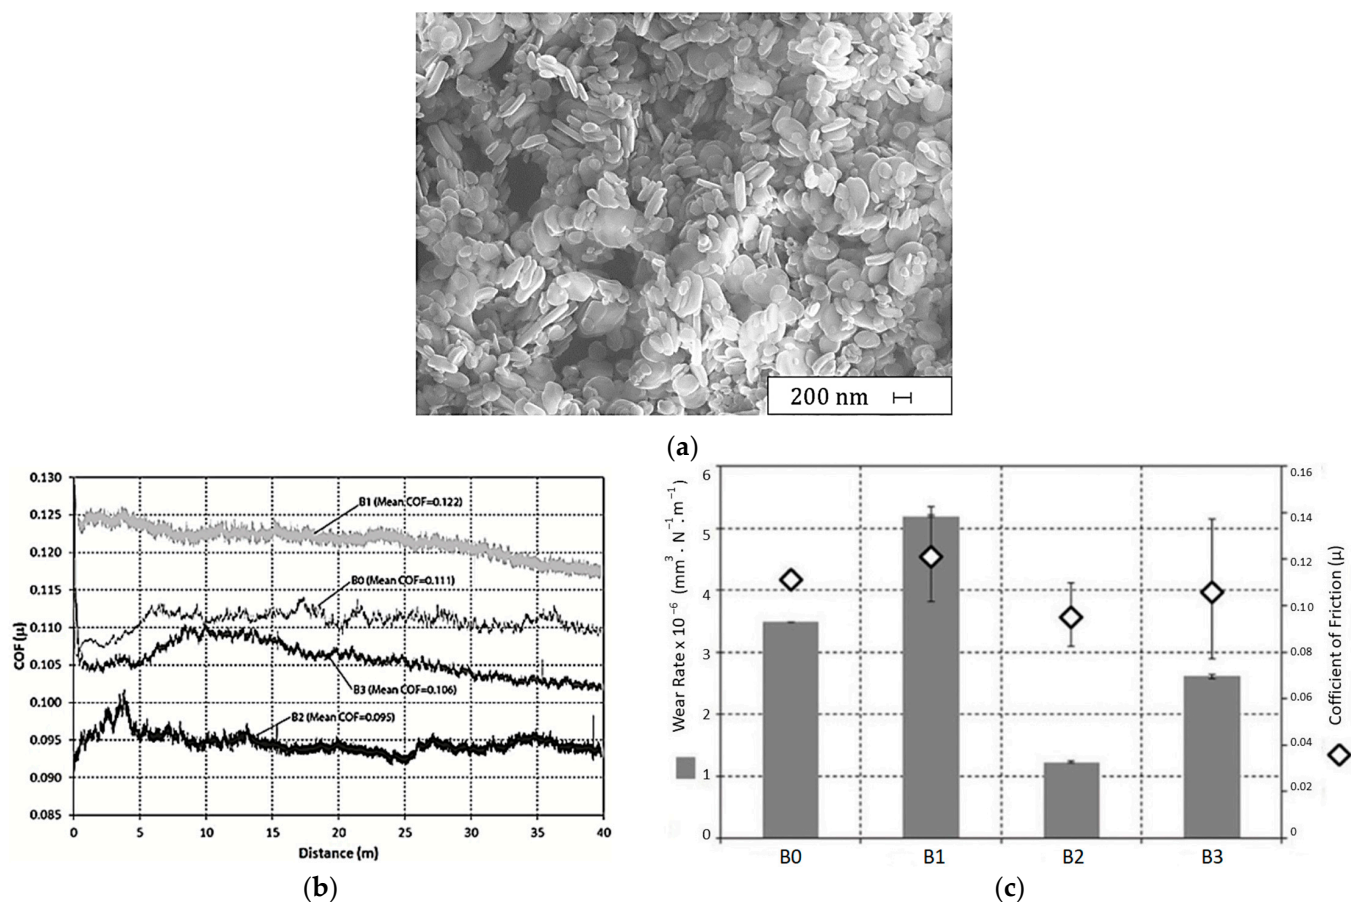 200 nm
(a)
0.130
0.125
0.120
0.115
0.110
0.105
0.100
0.095
0.090
0.085
COF (μ)
B1 (Mean COF=0.122)
B0 (Mean COF=0.111)
B3 (Mean COF=0.106)
B2 (Mean COF=0.095)
0 5 10 15 20 25 30 35 40
Distance (m)
(b)
6
5
4
3
2
1
0
Wear Rate x 10⁻⁶ (mm³ . N⁻¹.m⁻¹)
0.16
0.14
0.12
0.10
0.08
0.06
0.04
0.02
0
Cofficient of Friction (μ)
B0 B1 B2 B3
(c)